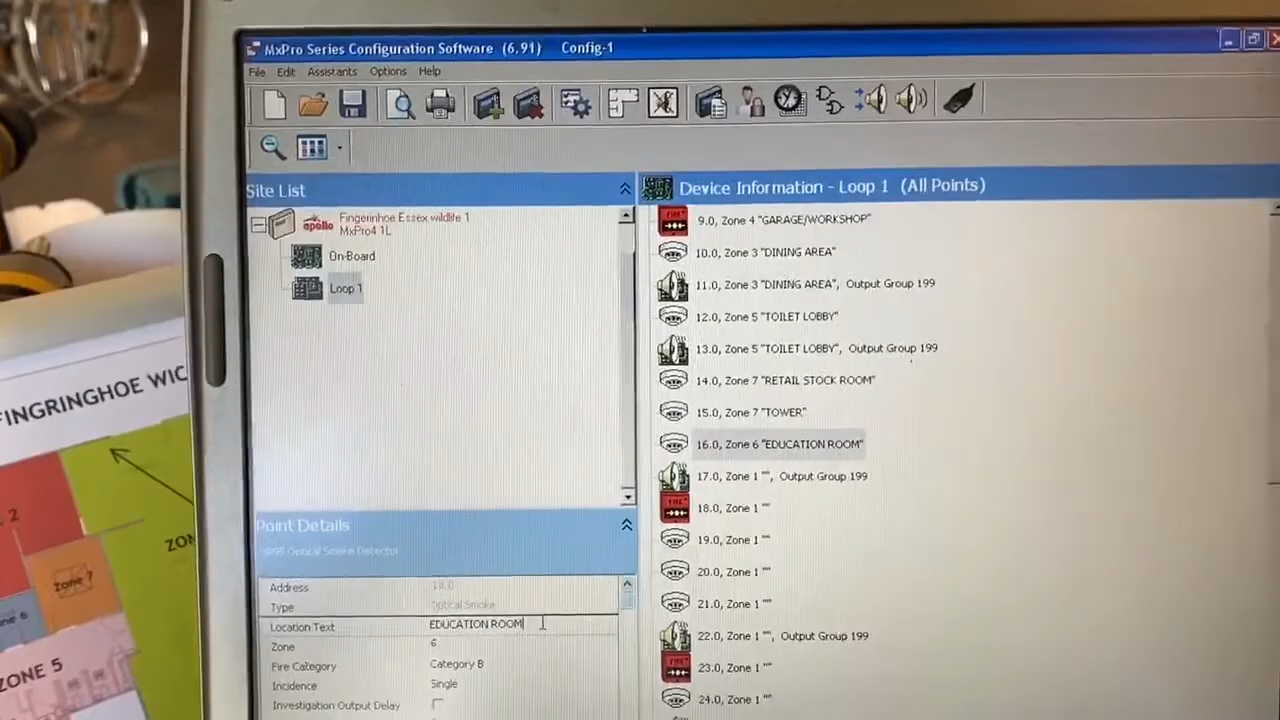 MxPro Series Configuration Software (6.91) Config-1
File Edit Assistants Options Help
Site List
Fingerinhoe Essex wildlife 1
apollo
MxPro4 1L
On-Board
Loop 1
Device Information - Loop 1 (All Points)
9.0, Zone 4 "GARAGE/WORKSHOP"
10.0, Zone 3 "DINING AREA"
11.0, Zone 3 "DINING AREA", Output Group 199
12.0, Zone 5 "TOILET LOBBY"
13.0, Zone 5 "TOILET LOBBY", Output Group 199
14.0, Zone 7 "RETAIL STOCK ROOM"
15.0, Zone 7 "TOWER"
16.0, Zone 6 "EDUCATION ROOM"
17.0, Zone 1 "", Output Group 199
18.0, Zone 1 ""
19.0, Zone 1 ""
20.0, Zone 1 ""
21.0, Zone 1 ""
22.0, Zone 1 "", Output Group 199
23.0, Zone 1 ""
24.0, Zone 1 ""
Point Details
Optical Smoke Detector
Address
Type Optical Smoke
Location Text EDUCATION ROOM
Zone 6
Fire Category Category B
Incidence Single
Investigation Output Delay
FINGRINGHOE WIC
2
ZON
Zone 7
ZONE 5